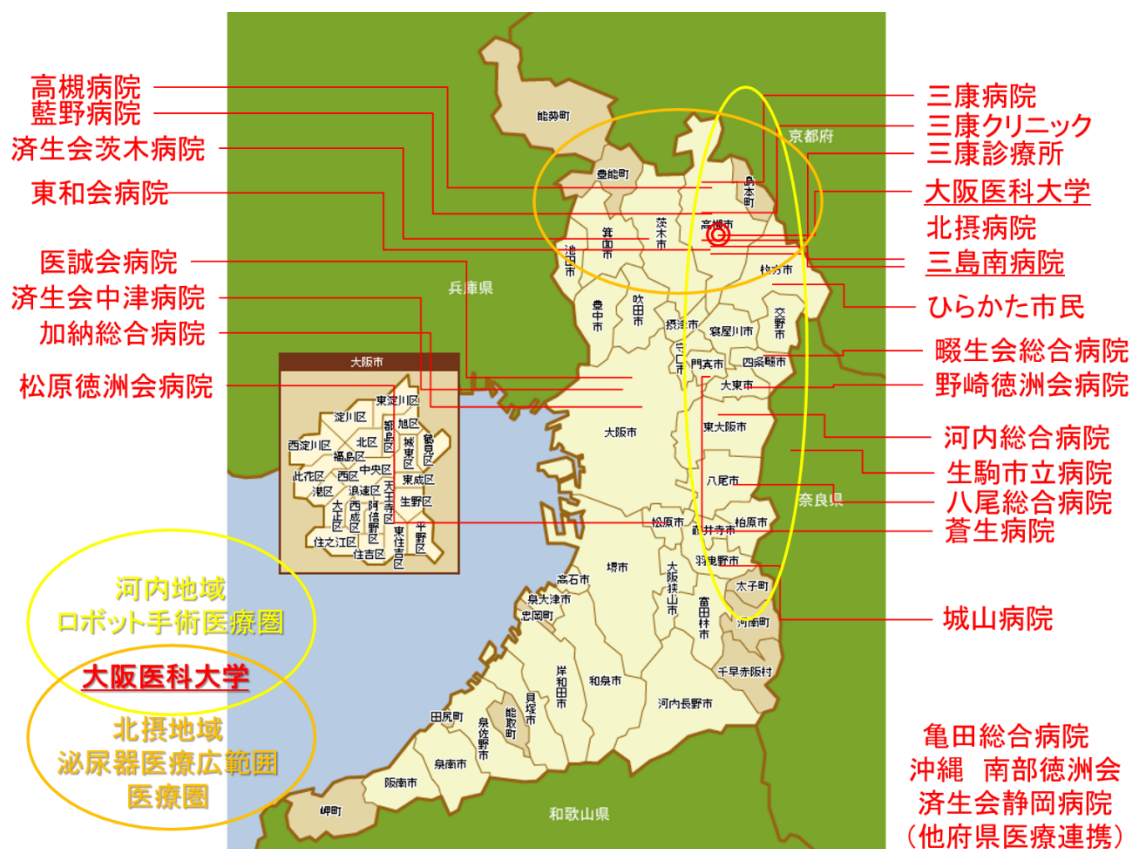 高槻病院
藍野病院
済生会茨木病院
東和会病院
医誠会病院
済生会中津病院
加納総合病院
松原徳洲会病院
三康病院
三康クリニック
三康診療所
大阪医科大学
北摂病院
三島南病院
ひらかた市民
畷生会総合病院
野崎徳洲会病院
河内総合病院
生駒市立病院
八尾総合病院
蒼生病院
城山病院
亀田総合病院
沖縄 南部徳洲会
済生会静岡病院
(他府県医療連携)
河内地域
ロボット手術医療圏
大阪医科大学
北摂地域
泌尿器医療広範囲
医療圏
京都府
兵庫県
奈良県
和歌山県
能勢町
豊能町
島本町
高槻市
茨木市
箕面市
池田市
枚方市
豊中市
吹田市
摂津市
寝屋川市
交野市
守口市
門真市
四条畷市
大東市
大阪市
東大阪市
八尾市
松原市
藤井寺市
柏原市
羽曳野市
堺市
大阪狭山市
太子町
富田林市
河南町
千早赤阪村
高石市
泉大津市
忠岡町
和泉市
岸和田市
河内長野市
貝塚市
田尻町
能取町
泉佐野市
泉南市
阪南市
岬町
大阪市
東淀川区
淀川区
旭区
都島区
西淀川区
北区
城東区
鶴見区
福島区
中央区
此花区
西区
東成区
港区
浪速区
天王寺区
生野区
大正区
西成区
阿倍野区
平野区
住之江区
東住吉区
住吉区